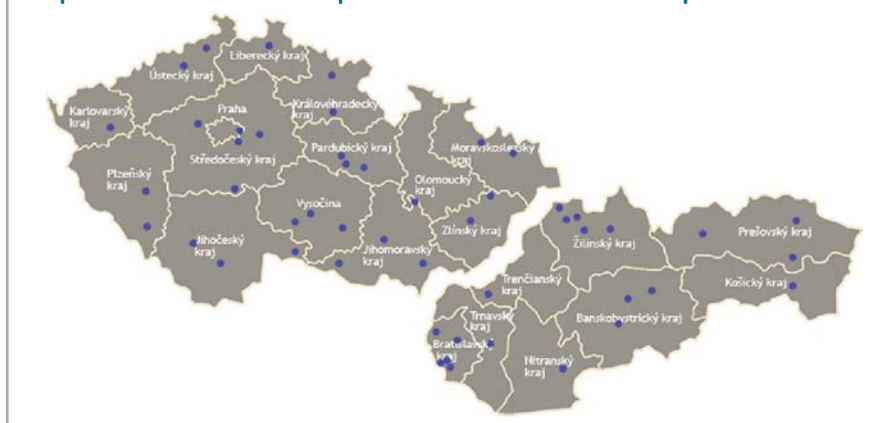 Liberecký kraj
Ústecký kraj
Karlovarský
kraj
Praha
Královéhradecký
kraj
Středočeský kraj
Pardubický kraj
Moravskoslezský
kraj
Plzeňský
kraj
Olomoucký
kraj
Vysočina
Zlínský kraj
Jihočeský
kraj
Jihomoravský
kraj
Žilinský kraj
Prešovský kraj
Trenčianský
kraj
Košický kraj
Trnavský
kraj
Banskobystrický kraj
Bratislavský
kraj
Nitranský
kraj